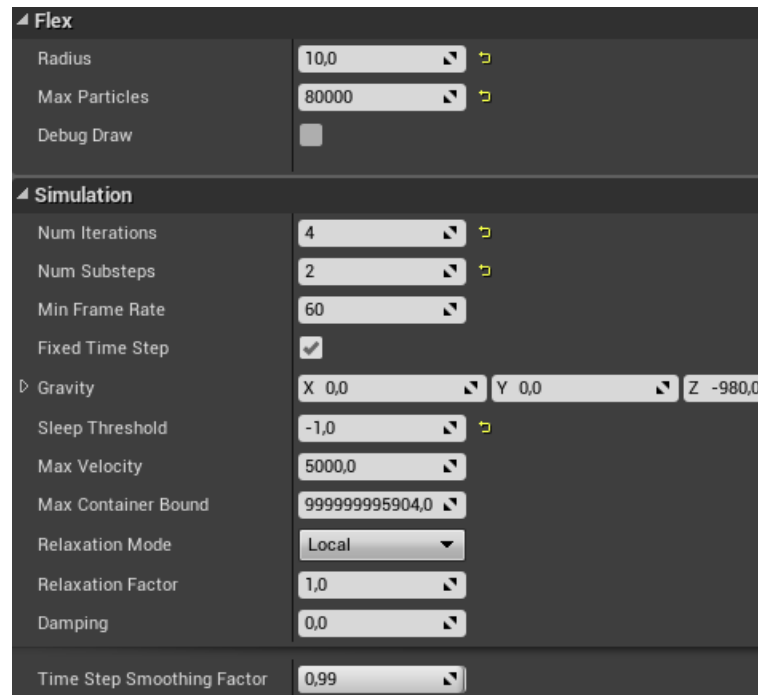 Flex
Radius 10,0
Max Particles 80000
Debug Draw
Simulation
Num Iterations 4
Num Substeps 2
Min Frame Rate 60
Fixed Time Step
Gravity X 0,0 Y 0,0 Z -980,0
Sleep Threshold -1,0
Max Velocity 5000,0
Max Container Bound 999999995904,0
Relaxation Mode Local
Relaxation Factor 1,0
Damping 0,0
Time Step Smoothing Factor 0,99